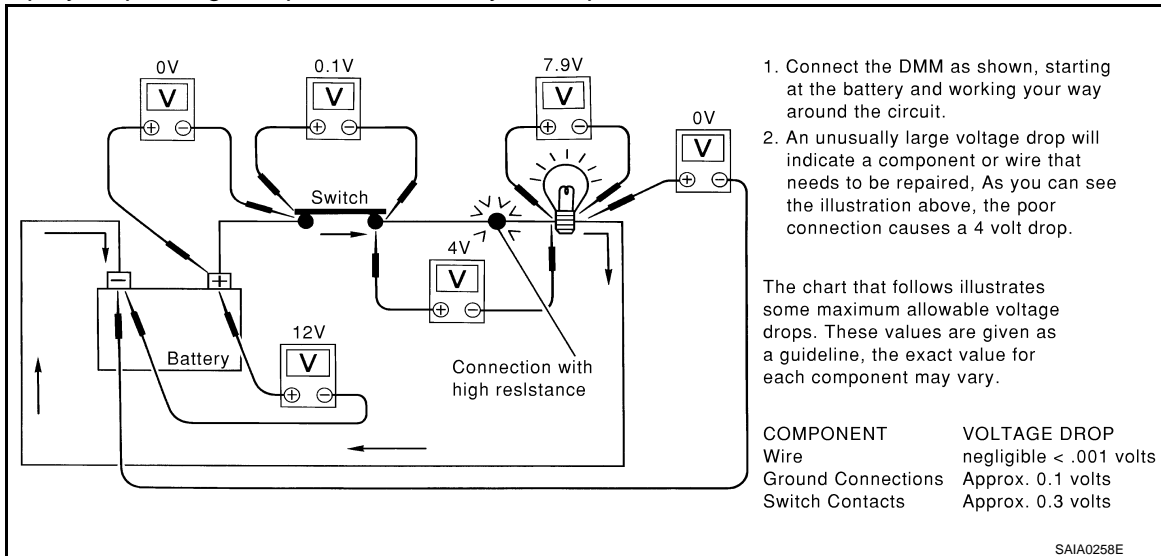 0V
0.1V
7.9V
0V
V
V
V
V
Switch
4V
V
Battery
12V
V
Connection with
high reslstance
1. Connect the DMM as shown, starting
at the battery and working your way
around the circuit.
2. An unusually large voltage drop will
indicate a component or wire that
needs to be repaired, As you can see
the illustration above, the poor
connection causes a 4 volt drop.
The chart that follows illustrates
some maximum allowable voltage
drops. These values are given as
a guideline, the exact value for
each component may vary.
COMPONENT VOLTAGE DROP
Wire negligible < .001 volts
Ground Connections Approx. 0.1 volts
Switch Contacts Approx. 0.3 volts
SAIA0258E